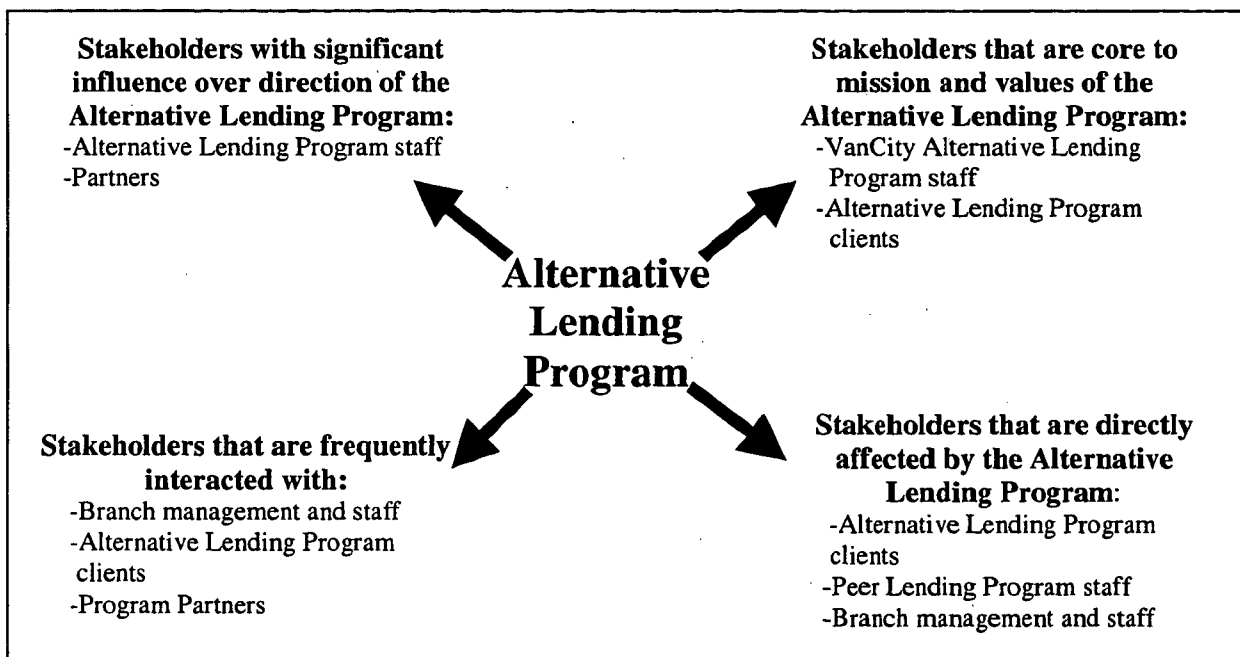 Stakeholders with significant
influence over direction of the
Alternative Lending Program:
-Alternative Lending Program staff
-Partners
Stakeholders that are core to
mission and values of the
Alternative Lending Program:
-VanCity Alternative Lending
Program staff
-Alternative Lending Program
clients
Alternative
Lending
Program
Stakeholders that are frequently
interacted with:
-Branch management and staff
-Alternative Lending Program
clients
-Program Partners
Stakeholders that are directly
affected by the Alternative
Lending Program:
-Alternative Lending Program
clients
-Peer Lending Program staff
-Branch management and staff